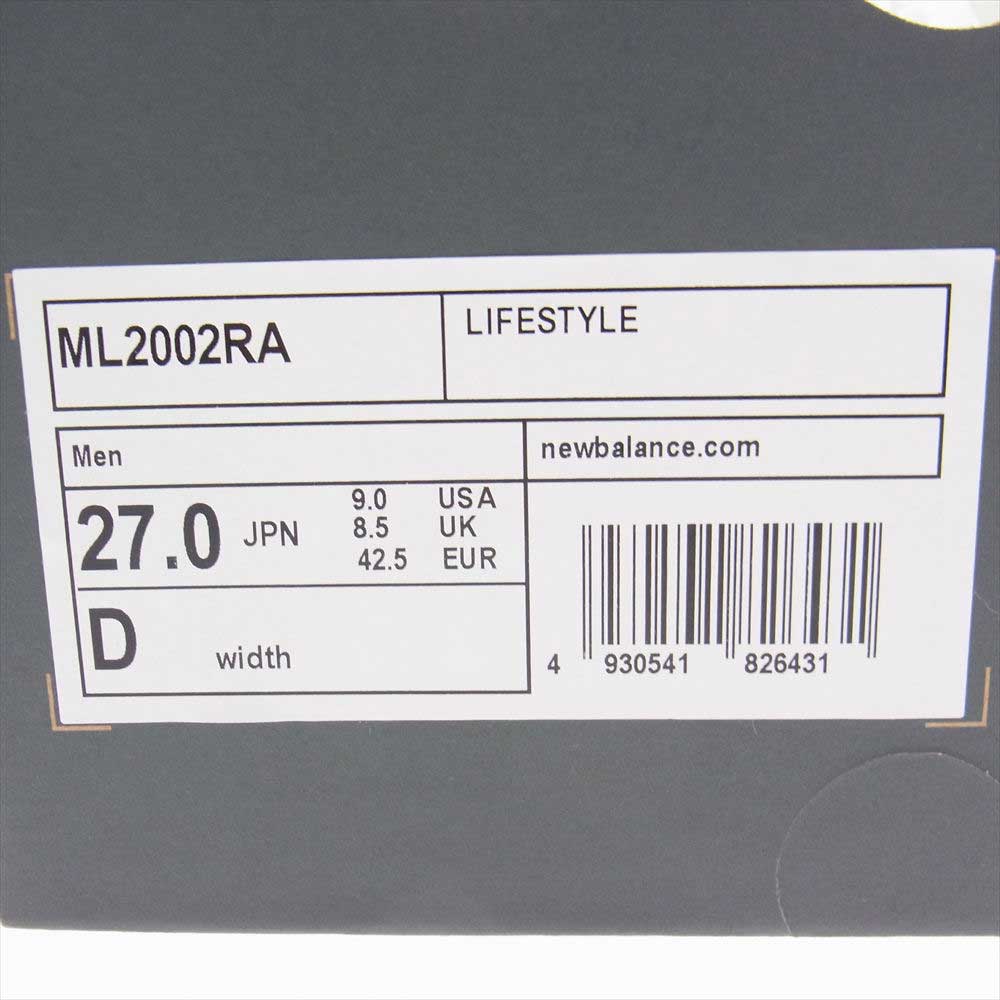 ML2002RA
LIFESTYLE
Men
newbalance.com
27.0 JPN
9.0 USA
8.5 UK
42.5 EUR
D width
4 930541 826431